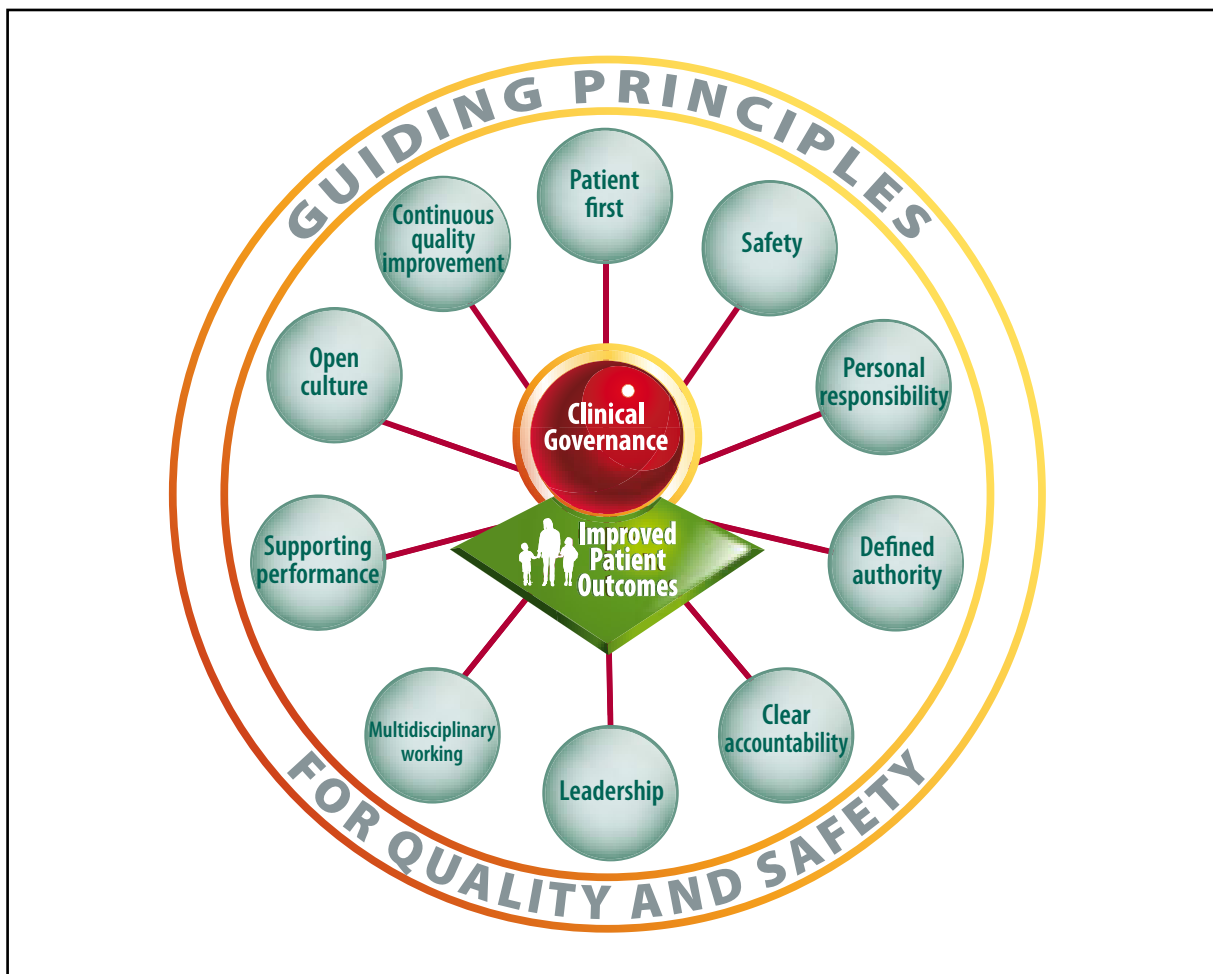 GUIDING PRINCIPLES
Patient
first
Safety
Personal
responsibility
Defined
authority
Clear
accountability
Leadership
Multidisciplinary
working
Supporting
performance
Open
culture
Continuous
quality
improvement
Clinical
Governance
Improved
Patient
Outcomes
FOR QUALITY AND SAFETY